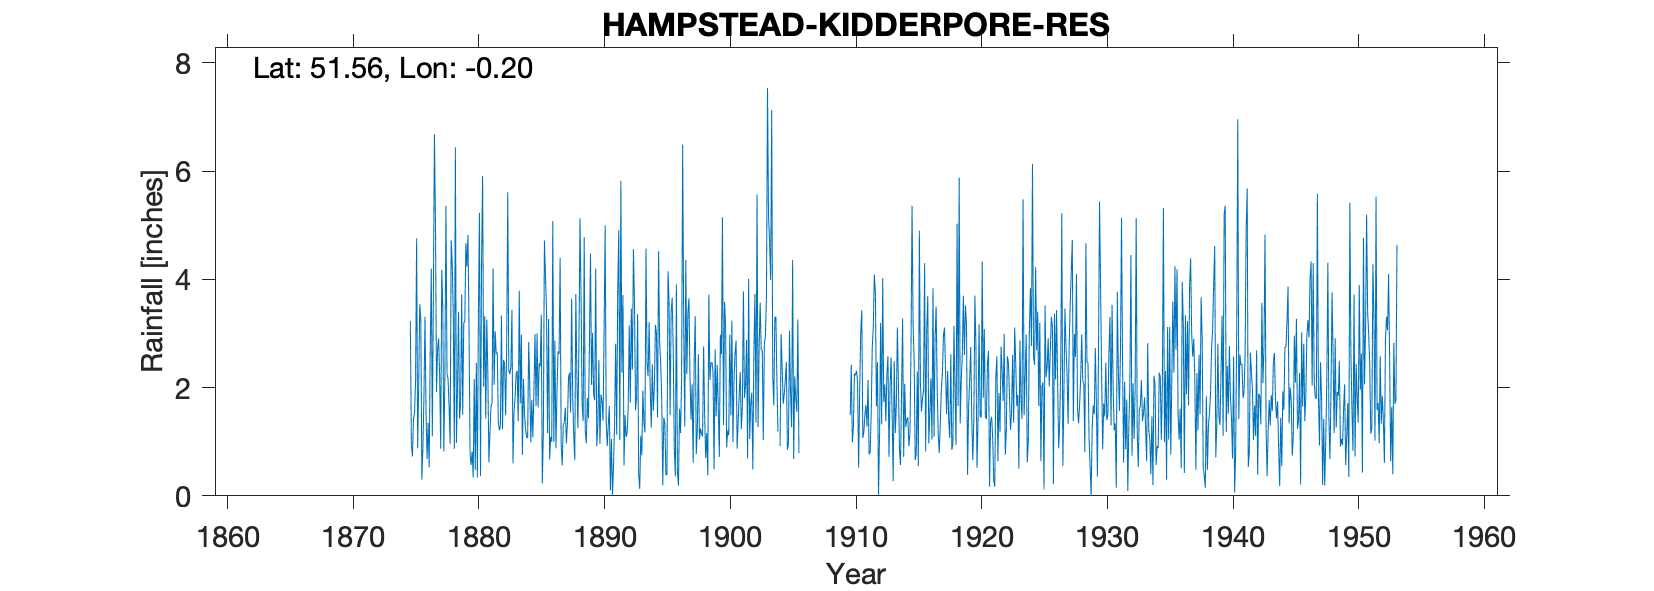 HAMPSTEAD-KIDDERPORE-RES
Lat: 51.56, Lon: -0.20
8
6
4
2
0
Rainfall [inches]
1860 1870 1880 1890 1900 1910 1920 1930 1940 1950 1960
Year